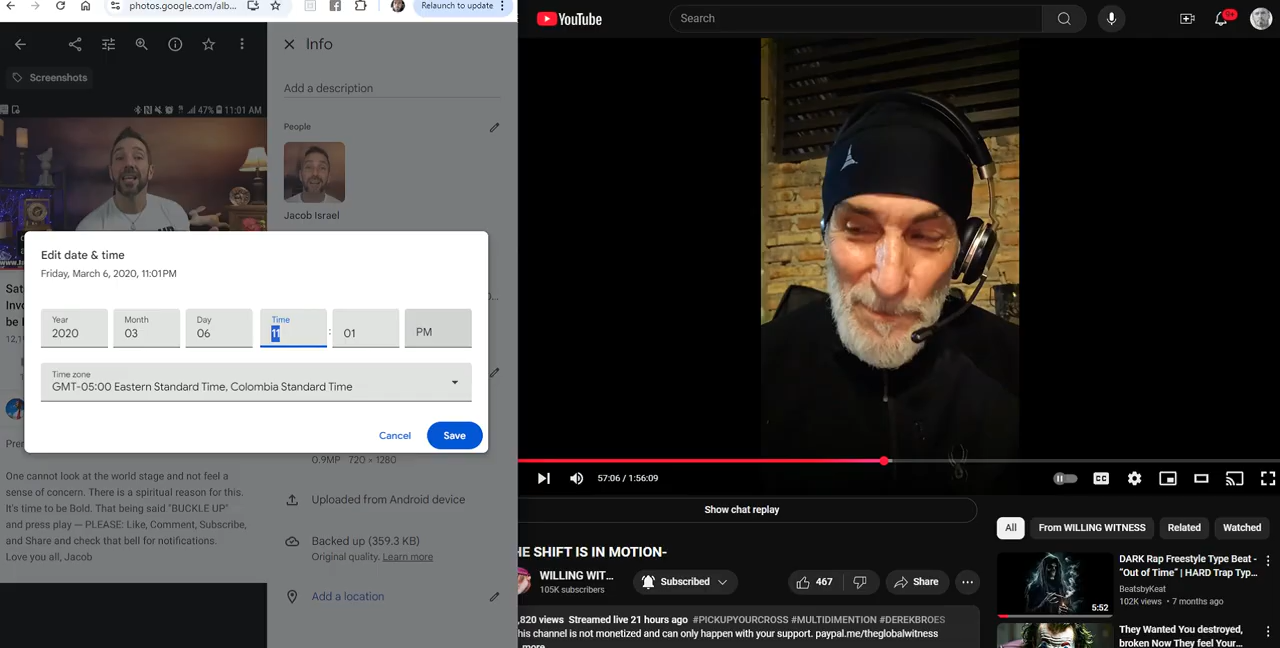 photos.google.com/alb...
Relaunch to update
Info
Screenshots
Add a description
47% 11:01 AM
People
Jacob Israel
Edit date & time
Friday, March 6, 2020, 11:01 PM
Year
Month
Day
Time
2020
03
06
11
:
01
PM
Time zone
GMT-05:00 Eastern Standard Time, Colombia Standard Time
Cancel
Save
0.9MP 720 × 1280
Uploaded from Android device
Backed up (359.3 KB)
Original quality. Learn more
Add a location
One cannot look at the world stage and not feel a
sense of concern. There is a spiritual reason for this.
It's time to be Bold. That being said "BUCKLE UP"
and press play — PLEASE: Like, Comment, Subscribe,
and Share and check that bell for notifications.
Love you all, Jacob
YouTube
Search
9+
57:06 / 1:56:09
CC
Show chat replay
HE SHIFT IS IN MOTION-
WILLING WIT...
105K subscribers
Subscribed
467
Share
,820 views Streamed live 21 hours ago #PICKUPYOURCROSS #MULTIDIMENTION #DEREKBROES
his channel is not monetized and can only happen with your support. paypal.me/theglobalwitness
...more
All
From WILLING WITNESS
Related
Watched
DARK Rap Freestyle Type Beat -
"Out of Time" | HARD Trap Typ...
BeatsbyKeat
102K views • 7 months ago
5:52
They Wanted You destroyed,
broken Now They feel Your...